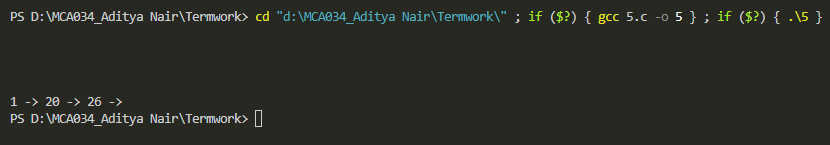 PS D:\MCA034_Aditya Nair\Termwork> cd "d:\MCA034_Aditya Nair\Termwork\" ; if ($?) { gcc 5.c -o 5 } ; if ($?) { .\5 }
1 -> 20 -> 26 ->
PS D:\MCA034_Aditya Nair\Termwork>